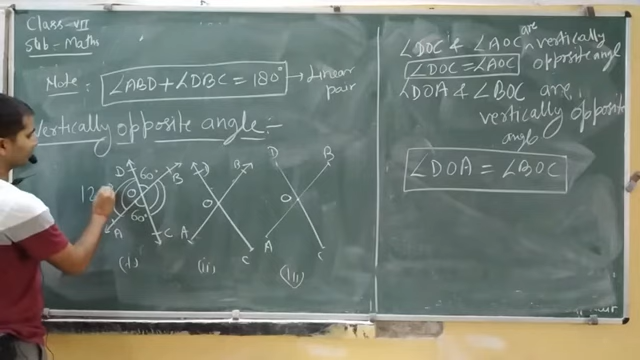 Class-VII
Sub-Maths
Note: ∠ABD+∠DBC=180° → Linear pair
Vertically opposite angle:-
D 60° B
12
O
60°
A C
(i)
D B
O
A C
(ii)
D B
O
A C
(iii)
∠DOC & ∠AOC are vertically
opposite angle
∠DOC = ∠AOC
∠DOA & ∠BOC are
vertically opposite
angle
∠DOA = ∠BOC